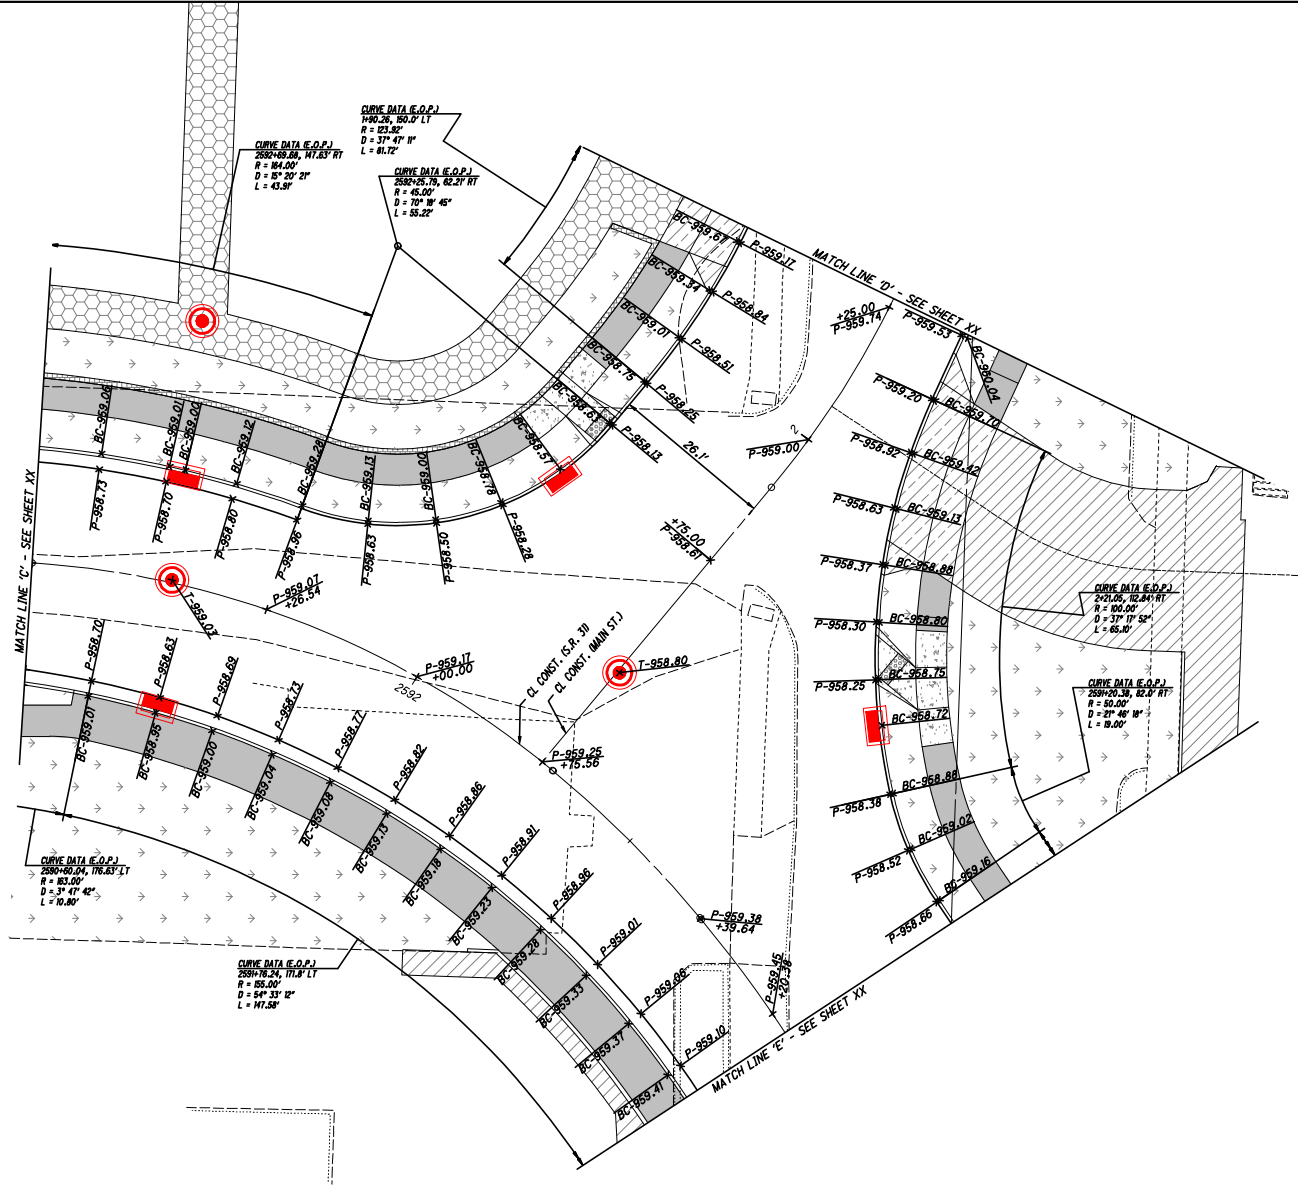 CURVE DATA (E.O.P.)
1+90.26, 150.0' LT
R = 123.92'
D = 37° 47' 11"
L = 81.72'
CURVE DATA (E.O.P.)
2592+69.68, 147.63' RT
R = 164.00'
D = 15° 20' 21"
L = 43.91'
CURVE DATA (E.O.P.)
2592+25.79, 62.21' RT
R = 45.00'
D = 70° 18' 45"
L = 55.22'
BC-959.67
P-959.17
BC-959.34
P-958.84
BC-959.01
P-958.51
BC-958.75
P-958.25
BC-958.63
P-958.13
BC-958.57
MATCH LINE 'D' - SEE SHEET XX
+25.00
P-959.14
P-959.53
BC-960.04
P-959.20
BC-959.70
P-958.92
BC-959.42
P-958.63
BC-959.13
P-958.37
BC-958.88
P-958.30
BC-958.80
P-958.25
BC-958.75
BC-958.72
P-958.38
BC-958.88
P-958.52
BC-959.02
P-958.66
BC-959.16
2
P-959.00
26.1'
+75.00
P-958.61
BC-959.06
BC-959.01
BC-959.02
BC-959.12
BC-959.28
BC-959.13
BC-959.00
BC-958.78
P-958.73
P-958.70
P-958.80
P-958.96
P-958.63
P-958.50
P-958.28
MATCH LINE 'C' - SEE SHEET XX
T-959.03
P-959.07
+26.54
P-959.17
+00.00
2592
CL CONST. (S.R. 31)
CL CONST. (MAIN ST.)
T-958.80
P-959.25
+75.56
CURVE DATA (E.O.P.)
2+21.05, 112.84' RT
R = 100.00'
D = 37° 17' 52"
L = 65.10'
CURVE DATA (E.O.P.)
2591+20.38, 82.0' RT
R = 50.00'
D = 21° 46' 18"
L = 19.00'
P-958.70
P-958.63
P-958.69
P-958.73
P-958.77
P-958.82
P-958.86
P-958.91
P-958.96
P-959.01
P-959.06
P-959.10
BC-959.01
BC-958.95
BC-959.00
BC-959.04
BC-959.08
BC-959.13
BC-959.18
BC-959.23
BC-959.28
BC-959.33
BC-959.37
BC-959.41
P-959.38
+39.64
P-959.45
+20.38
CURVE DATA (E.O.P.)
2590+60.04, 176.63' LT
R = 163.00'
D = 3° 47' 42"
L = 10.80'
CURVE DATA (E.O.P.)
2591+76.24, 171.8' LT
R = 155.00'
D = 54° 33' 12"
L = 147.58'
MATCH LINE 'E' - SEE SHEET XX